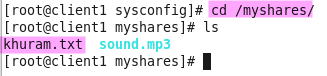 [root@client1 sysconfig]# cd /myshares/
[root@client1 myshares]# ls
khuram.txt sound.mp3
[root@client1 myshares]#